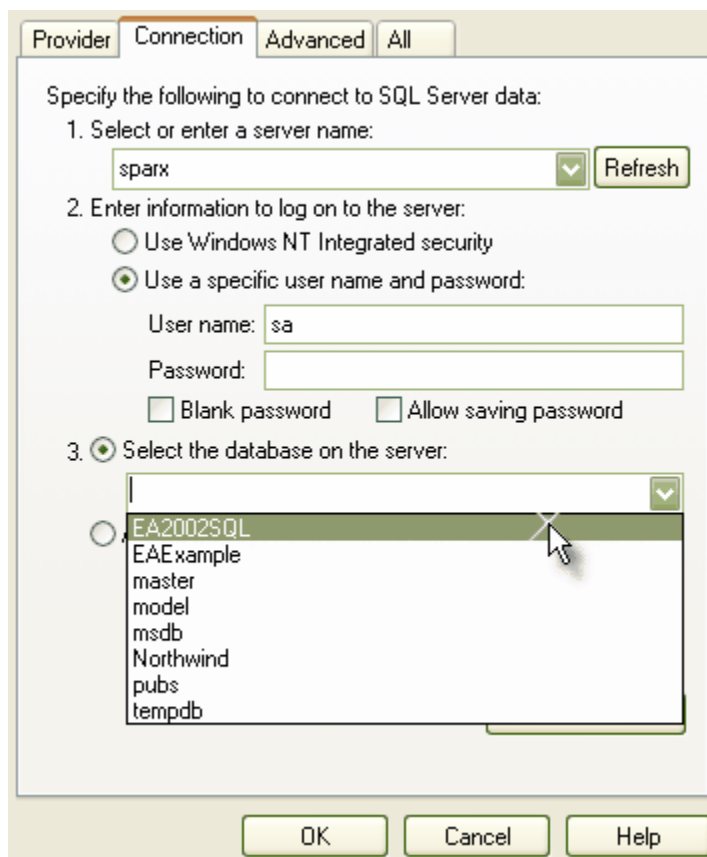 Provider Connection Advanced All
Specify the following to connect to SQL Server data:
1. Select or enter a server name:
sparx Refresh
2. Enter information to log on to the server:
Use Windows NT Integrated security
Use a specific user name and password:
User name: sa
Password:
Blank password Allow saving password
3. Select the database on the server:
EA2002SQL
EAExample
master
model
msdb
Northwind
pubs
tempdb
OK Cancel Help